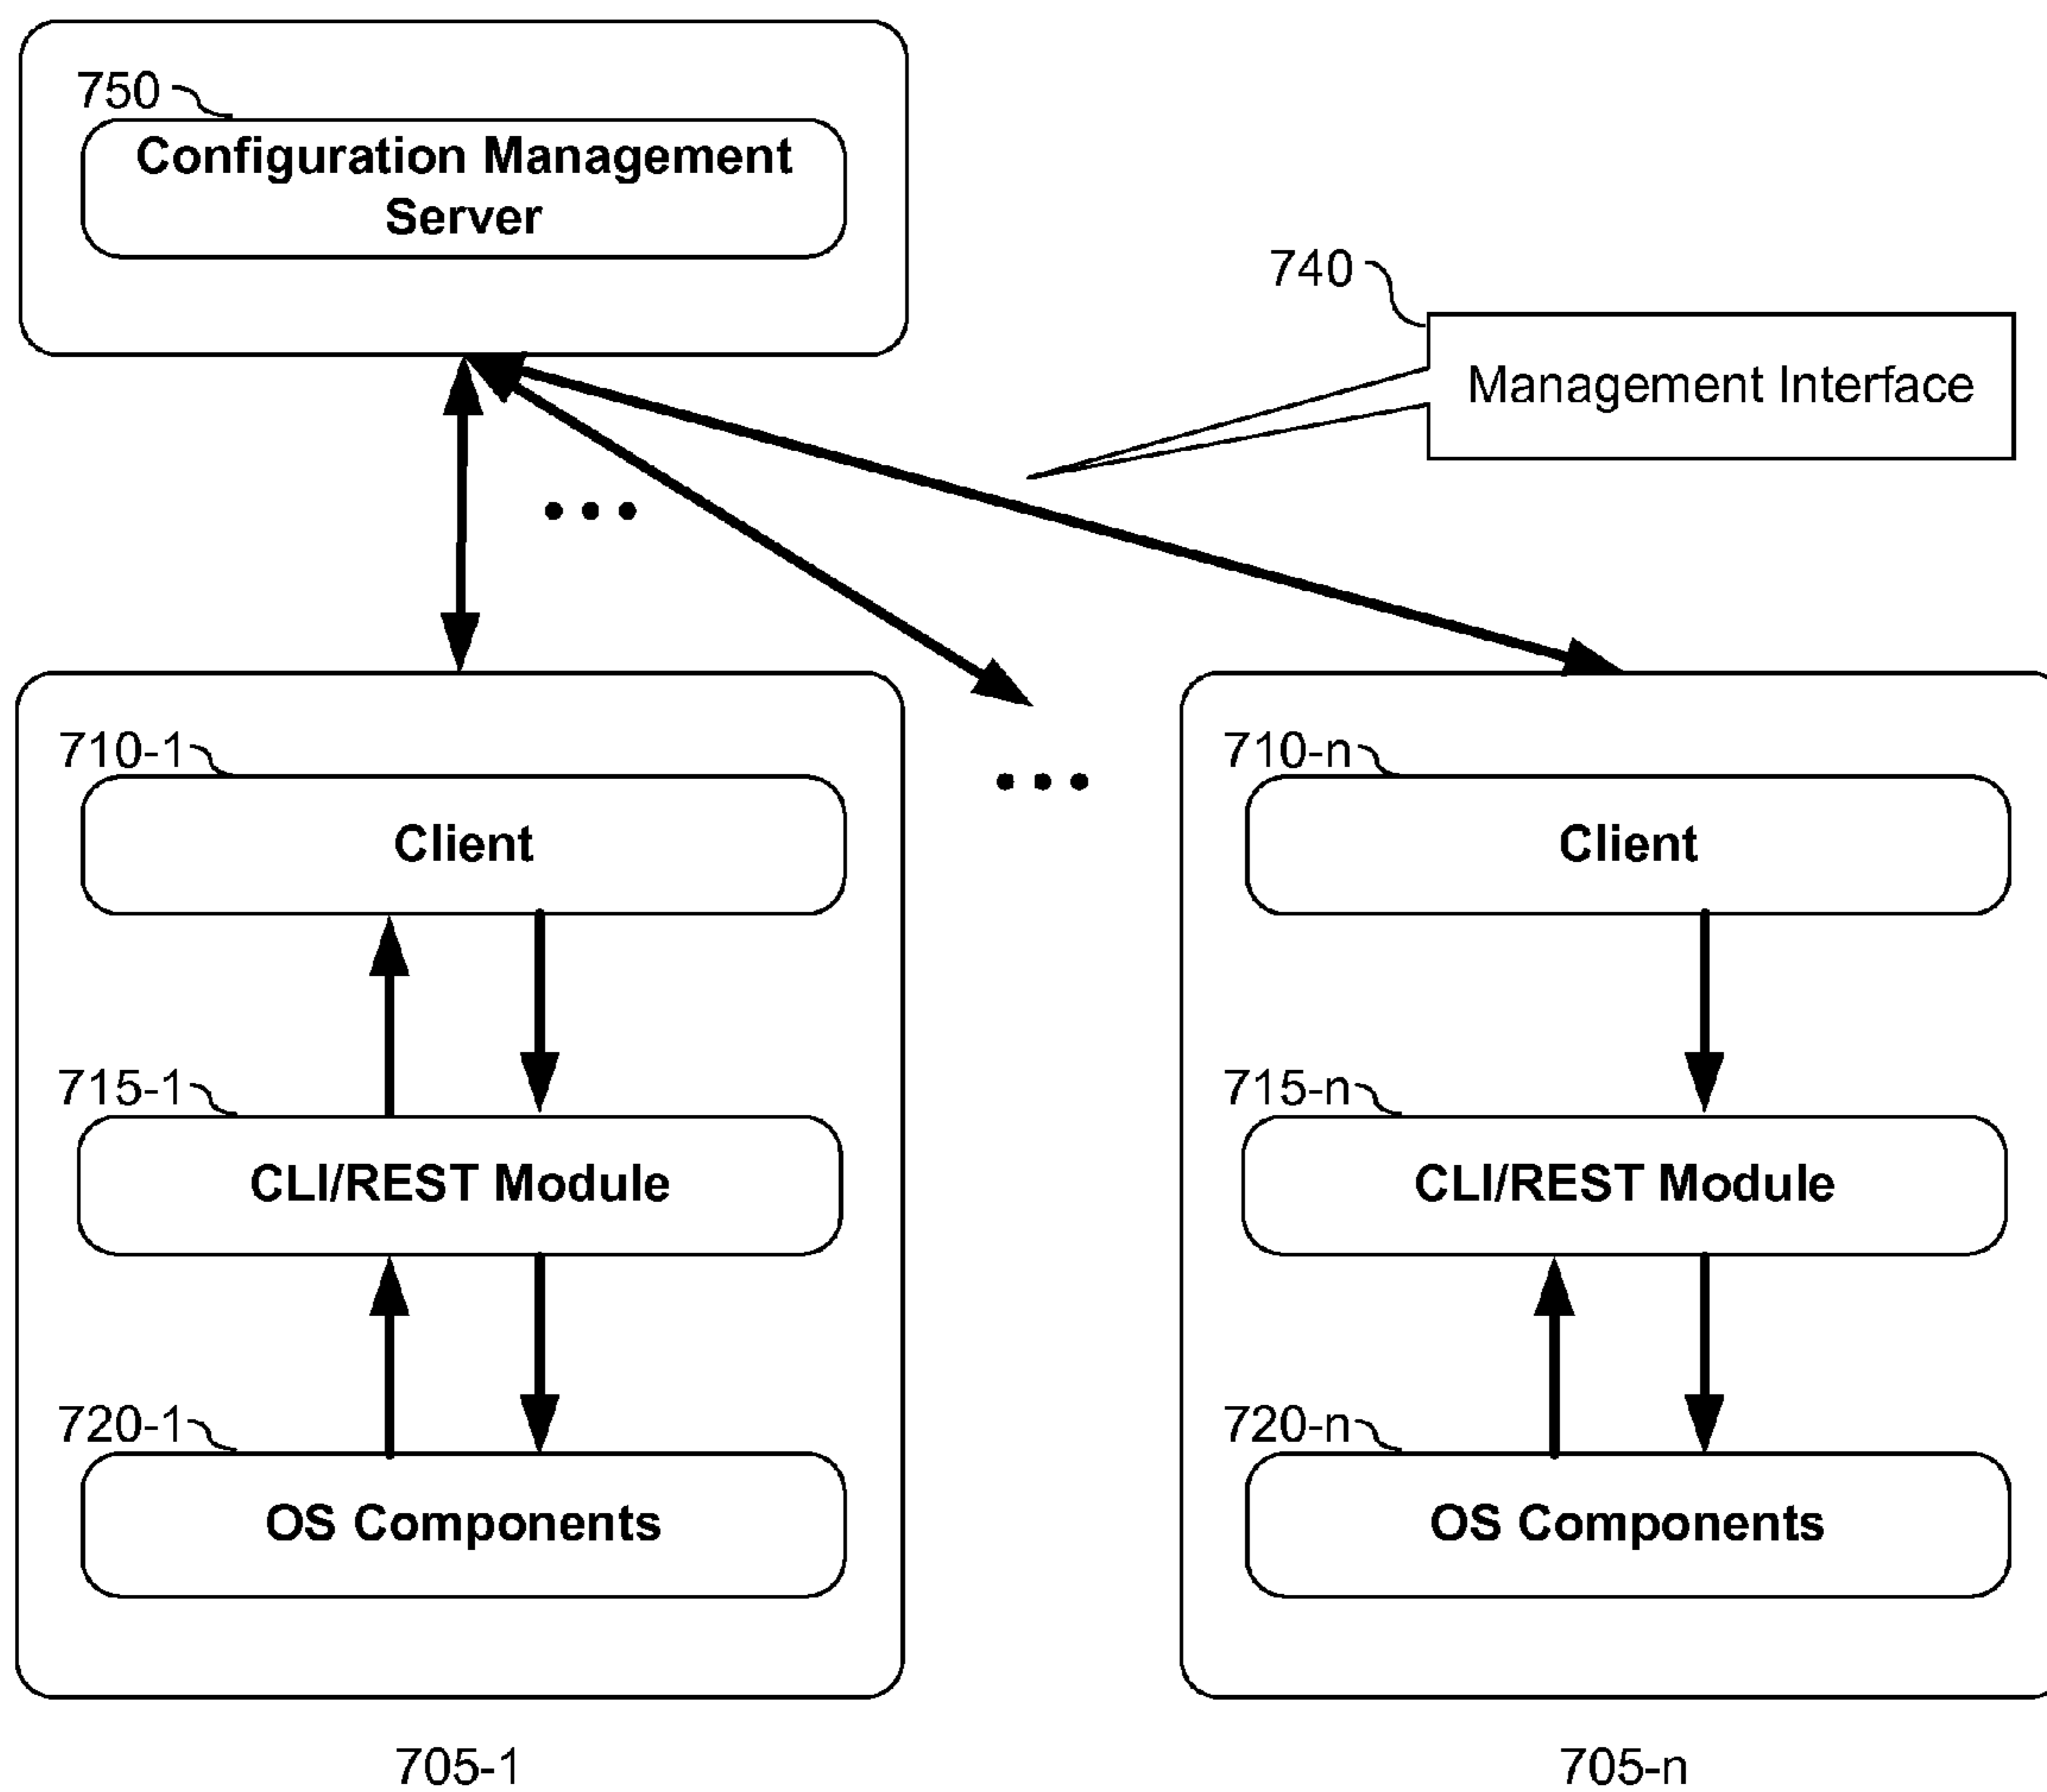 750
Configuration Management
Server
740
Management Interface
710-1
Client
710-n
Client
715-1
CLI/REST Module
715-n
CLI/REST Module
720-1
OS Components
720-n
OS Components
705-1
705-n